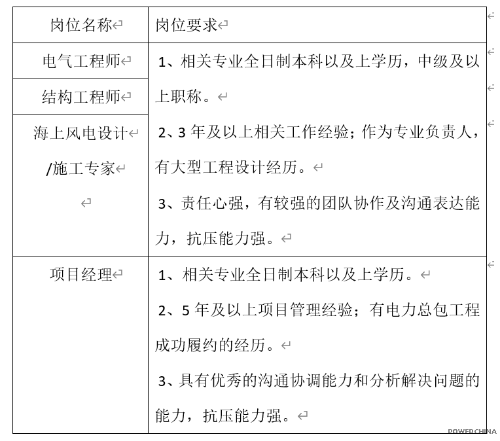 岗位名称
岗位要求
电气工程师
结构工程师
海上风电设计
/施工专家
1、相关专业全日制本科以及上学历，中级及以
上职称。
2、3 年及以上相关工作经验；作为专业负责人，
有大型工程设计经历。
3、责任心强，有较强的团队协作及沟通表达能
力，抗压能力强。
项目经理
1、相关专业全日制本科以及上学历。
2、5 年及以上项目管理经验；有电力总包工程
成功履约的经历。
3、具有优秀的沟通协调能力和分析解决问题的
能力，抗压能力强。
POWERCHINA